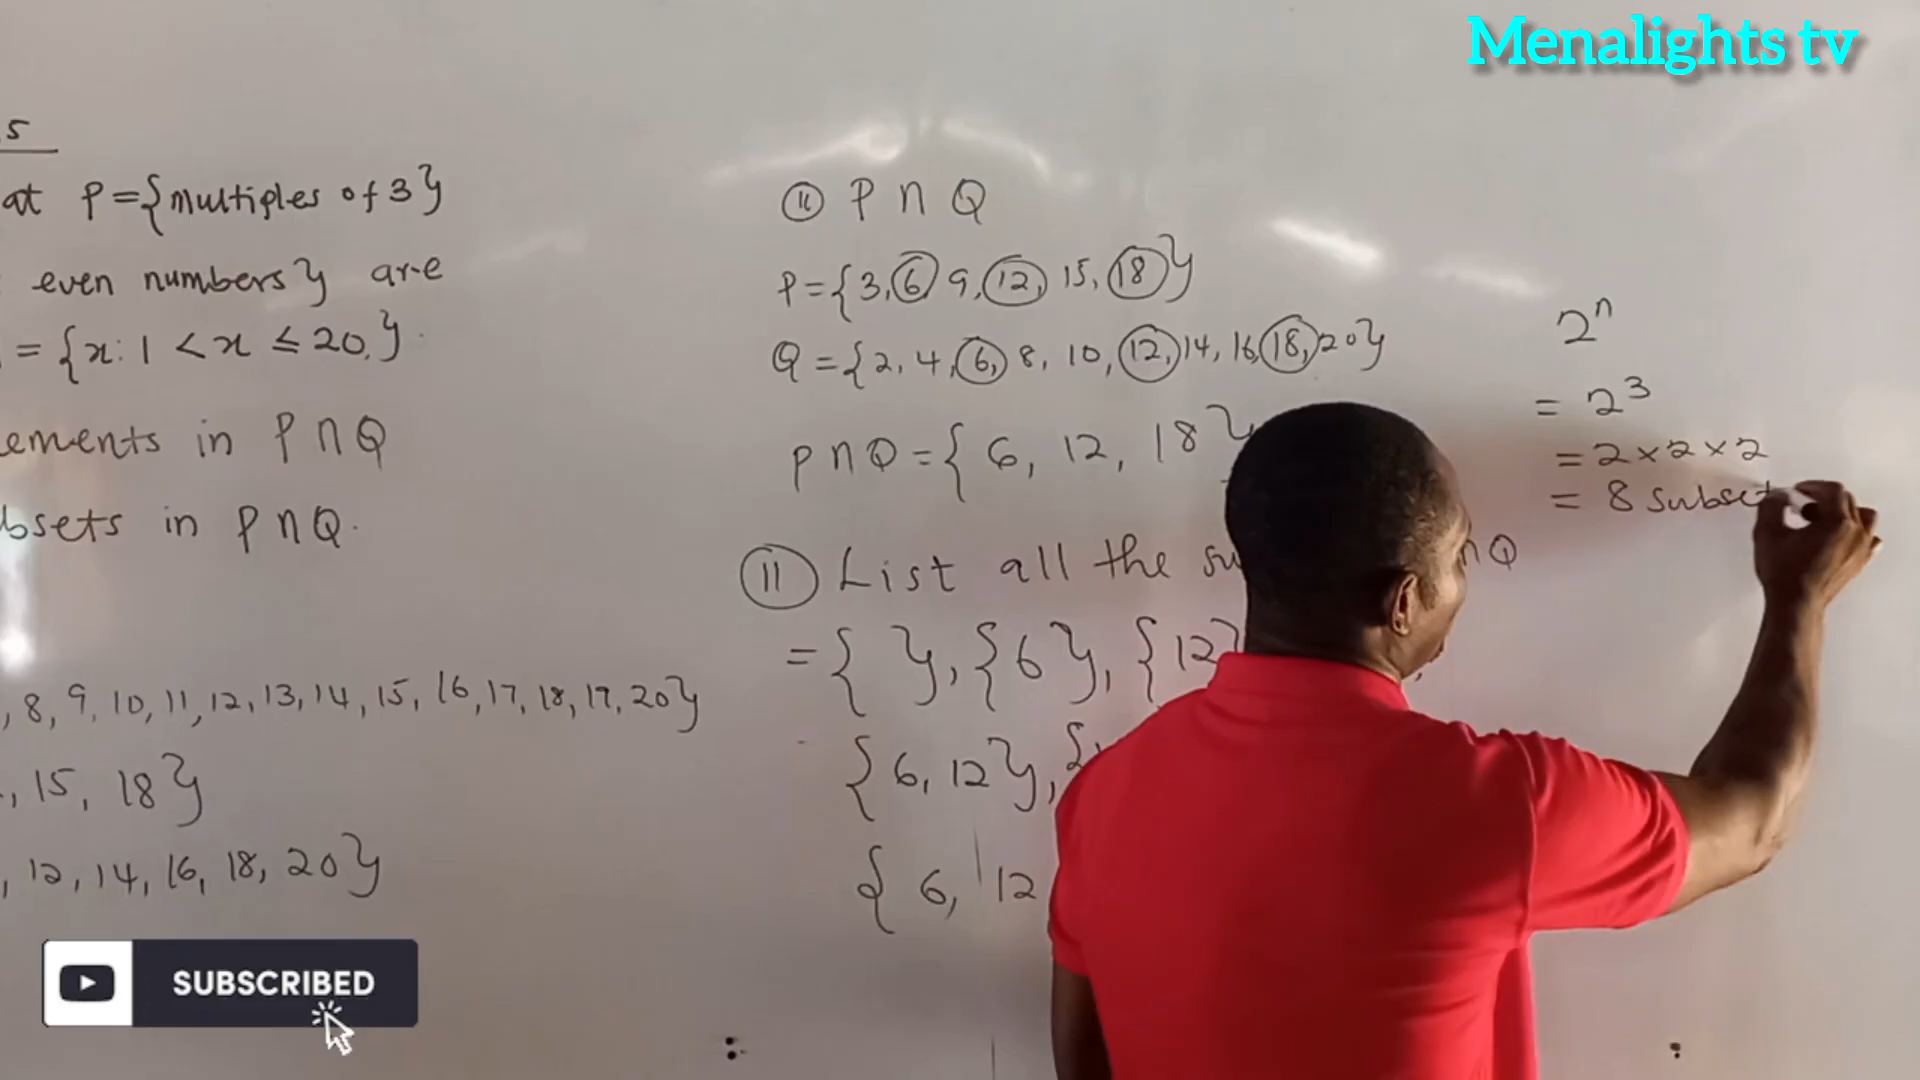 Menalights tv
5
at P = {multiples of 3}
even numbers} are
= {x: 1 < x ≤ 20,}
ements in P ∩ Q
bsets in P ∩ Q.
, 8, 9, 10, 11, 12, 13, 14, 15, 16, 17, 18, 19, 20}
, 15, 18}
, 12, 14, 16, 18, 20}
SUBSCRIBED
P ∩ Q
P = {3, 6, 9, 12, 15, 18}
Q = {2, 4, 6, 8, 10, 12, 14, 16, 18, 20}
P ∩ Q = {6, 12, 18}
(11) List all the su Q
= { }, {6}, {12}
{6, 12}, {
{6, 12
2ⁿ
= 2³
= 2 × 2 × 2
= 8 subset